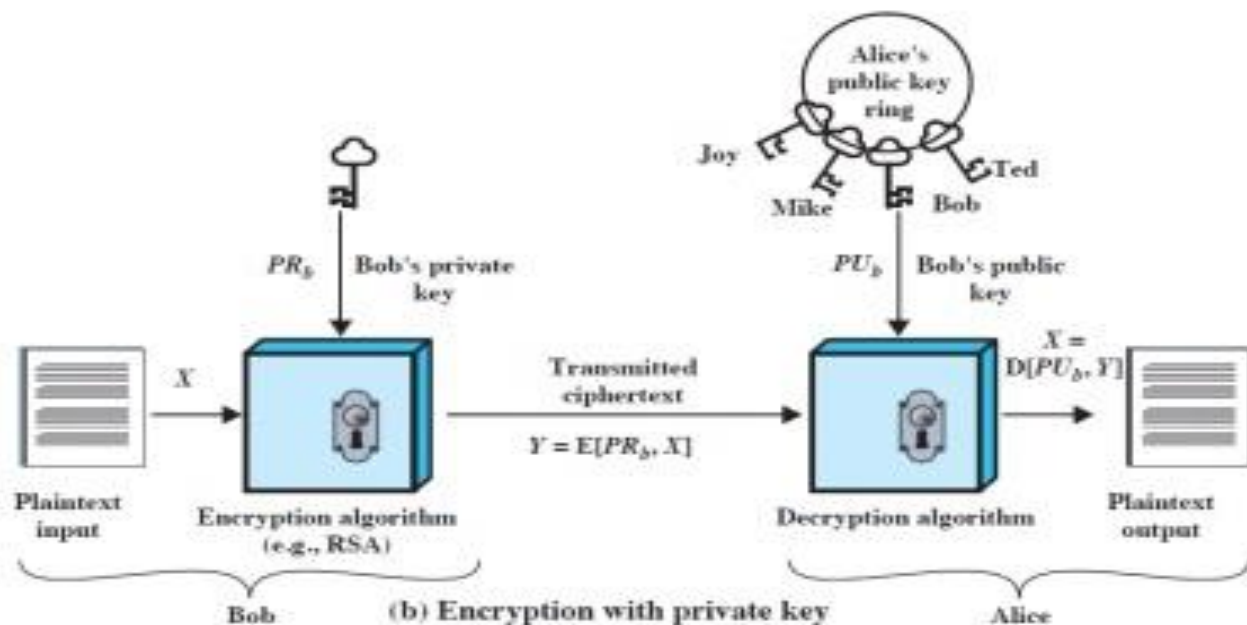 Alice's
public key
ring
Joy
Ted
Mike
Bob
PR_b
Bob's private
key
PU_b
Bob's public
key
X
Transmitted
ciphertext
X =
D[PU_b, Y]
Y = E[PR_b, X]
Plaintext
input
Encryption algorithm
(e.g., RSA)
Decryption algorithm
Plaintext
output
Bob
(b) Encryption with private key
Alice